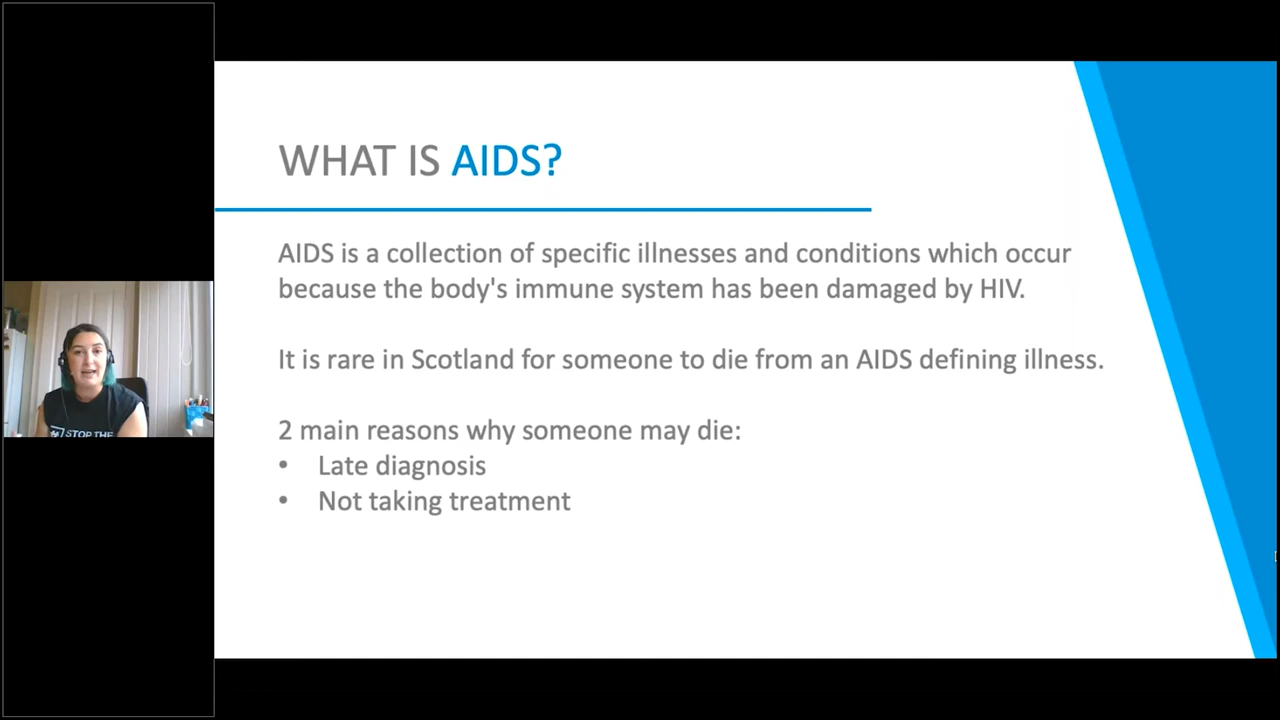 WHAT IS AIDS?
AIDS is a collection of specific illnesses and conditions which occur
because the body's immune system has been damaged by HIV.
It is rare in Scotland for someone to die from an AIDS defining illness.
2 main reasons why someone may die:
• Late diagnosis
• Not taking treatment
STOP THE